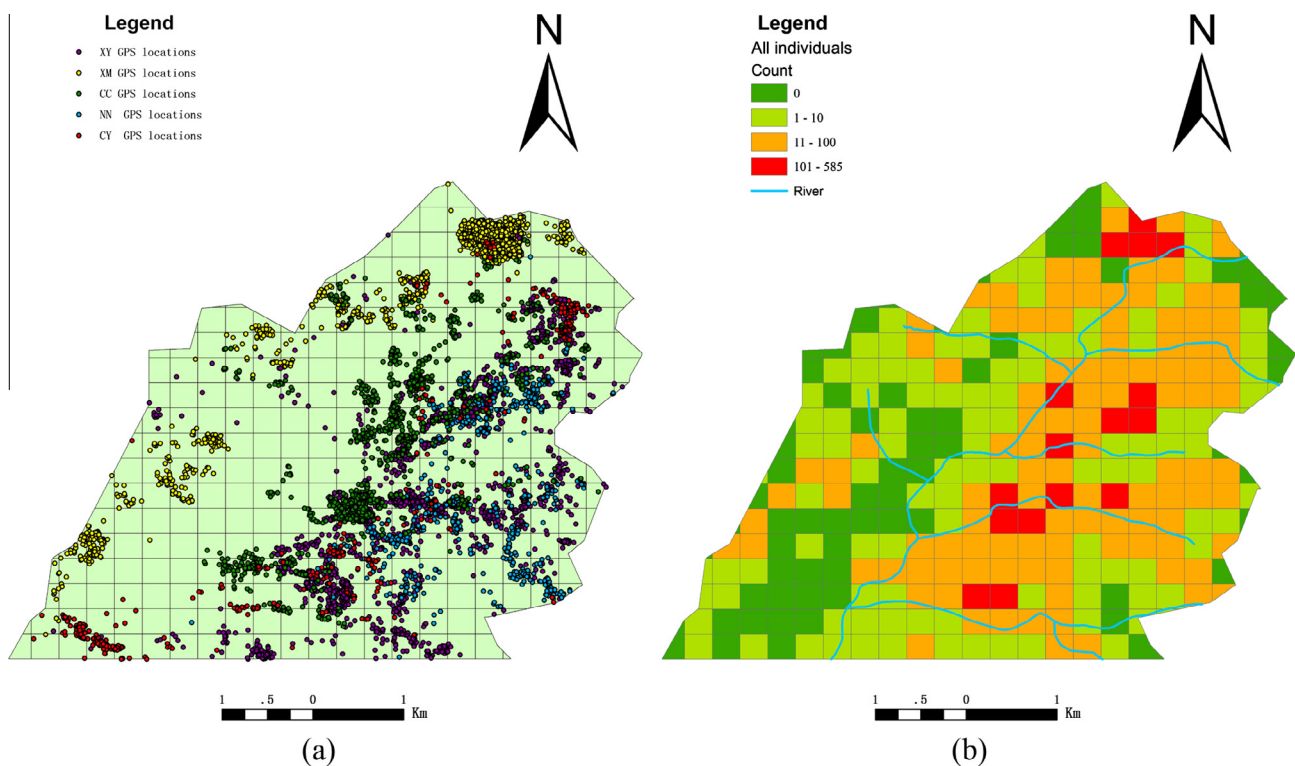 Legend
XY GPS locations
XM GPS locations
CC GPS locations
NN GPS locations
CY GPS locations
N
1 .5 0 1
Km
(a)
Legend
All individuals
Count
0
1 - 10
11 - 100
101 - 585
River
N
1 .5 0 1
Km
(b)